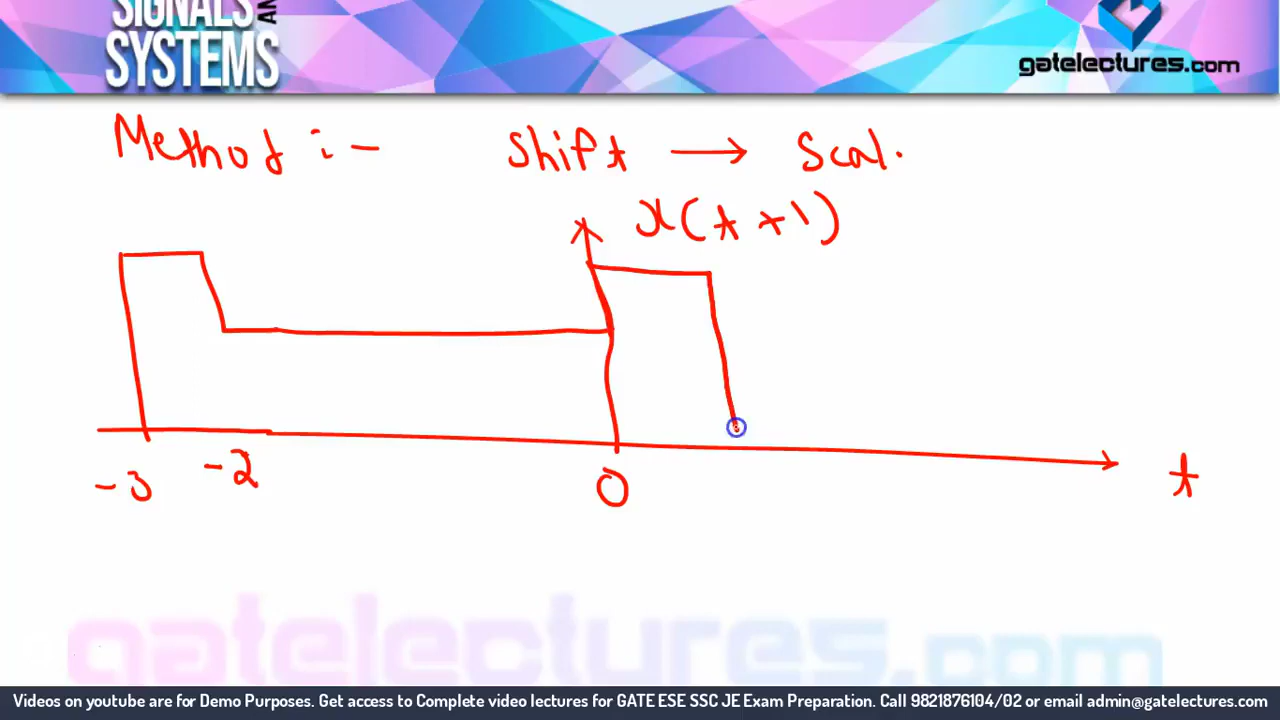 SIGNALS AND
SYSTEMS
gatelectures.com
Method :- Shift → Scal.
x(t+1)
-3 -2 0 t
gatelectures.com
Videos on youtube are for Demo Purposes. Get access to Complete video lectures for GATE ESE SSC JE Exam Preparation. Call 9821876104/02 or email admin@gatelectures.com